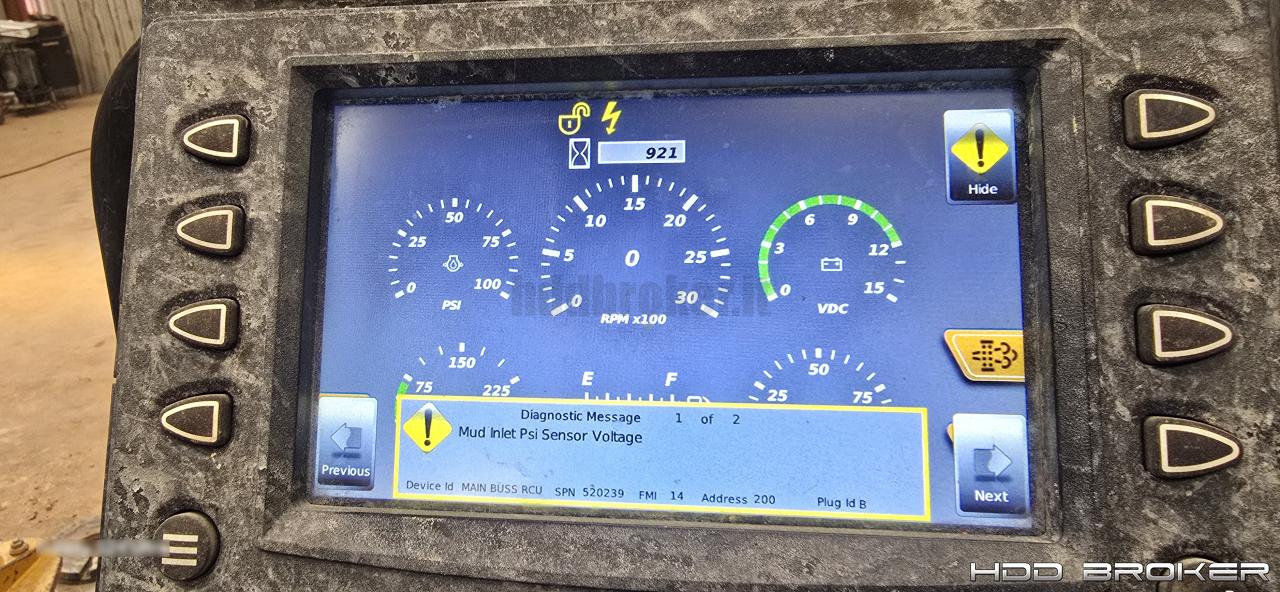 921
Hide
50
25
75
0
100
PSI
15
10
20
5
0
25
0
30
RPM x100
6
9
3
12
0
15
VDC
hddbroker.it
150
75
225
E
F
50
25
75
Diagnostic Message 1 of 2
Mud Inlet Psi Sensor Voltage
Device Id MAIN BUSS RCU SPN 520239 FMI 14 Address 200 Plug Id B
Previous
Next
HDD BROKER